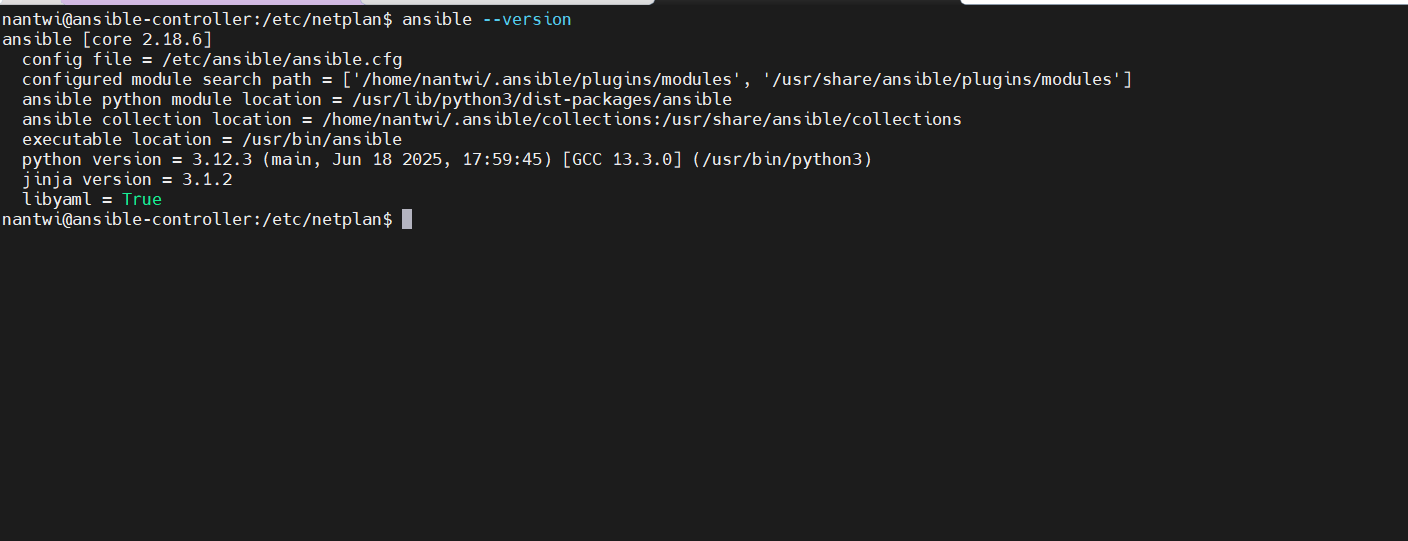 nantwi@ansible-controller:/etc/netplan$ ansible --version
ansible [core 2.18.6]
  config file = /etc/ansible/ansible.cfg
  configured module search path = ['/home/nantwi/.ansible/plugins/modules', '/usr/share/ansible/plugins/modules']
  ansible python module location = /usr/lib/python3/dist-packages/ansible
  ansible collection location = /home/nantwi/.ansible/collections:/usr/share/ansible/collections
  executable location = /usr/bin/ansible
  python version = 3.12.3 (main, Jun 18 2025, 17:59:45) [GCC 13.3.0] (/usr/bin/python3)
  jinja version = 3.1.2
  libyaml = True
nantwi@ansible-controller:/etc/netplan$